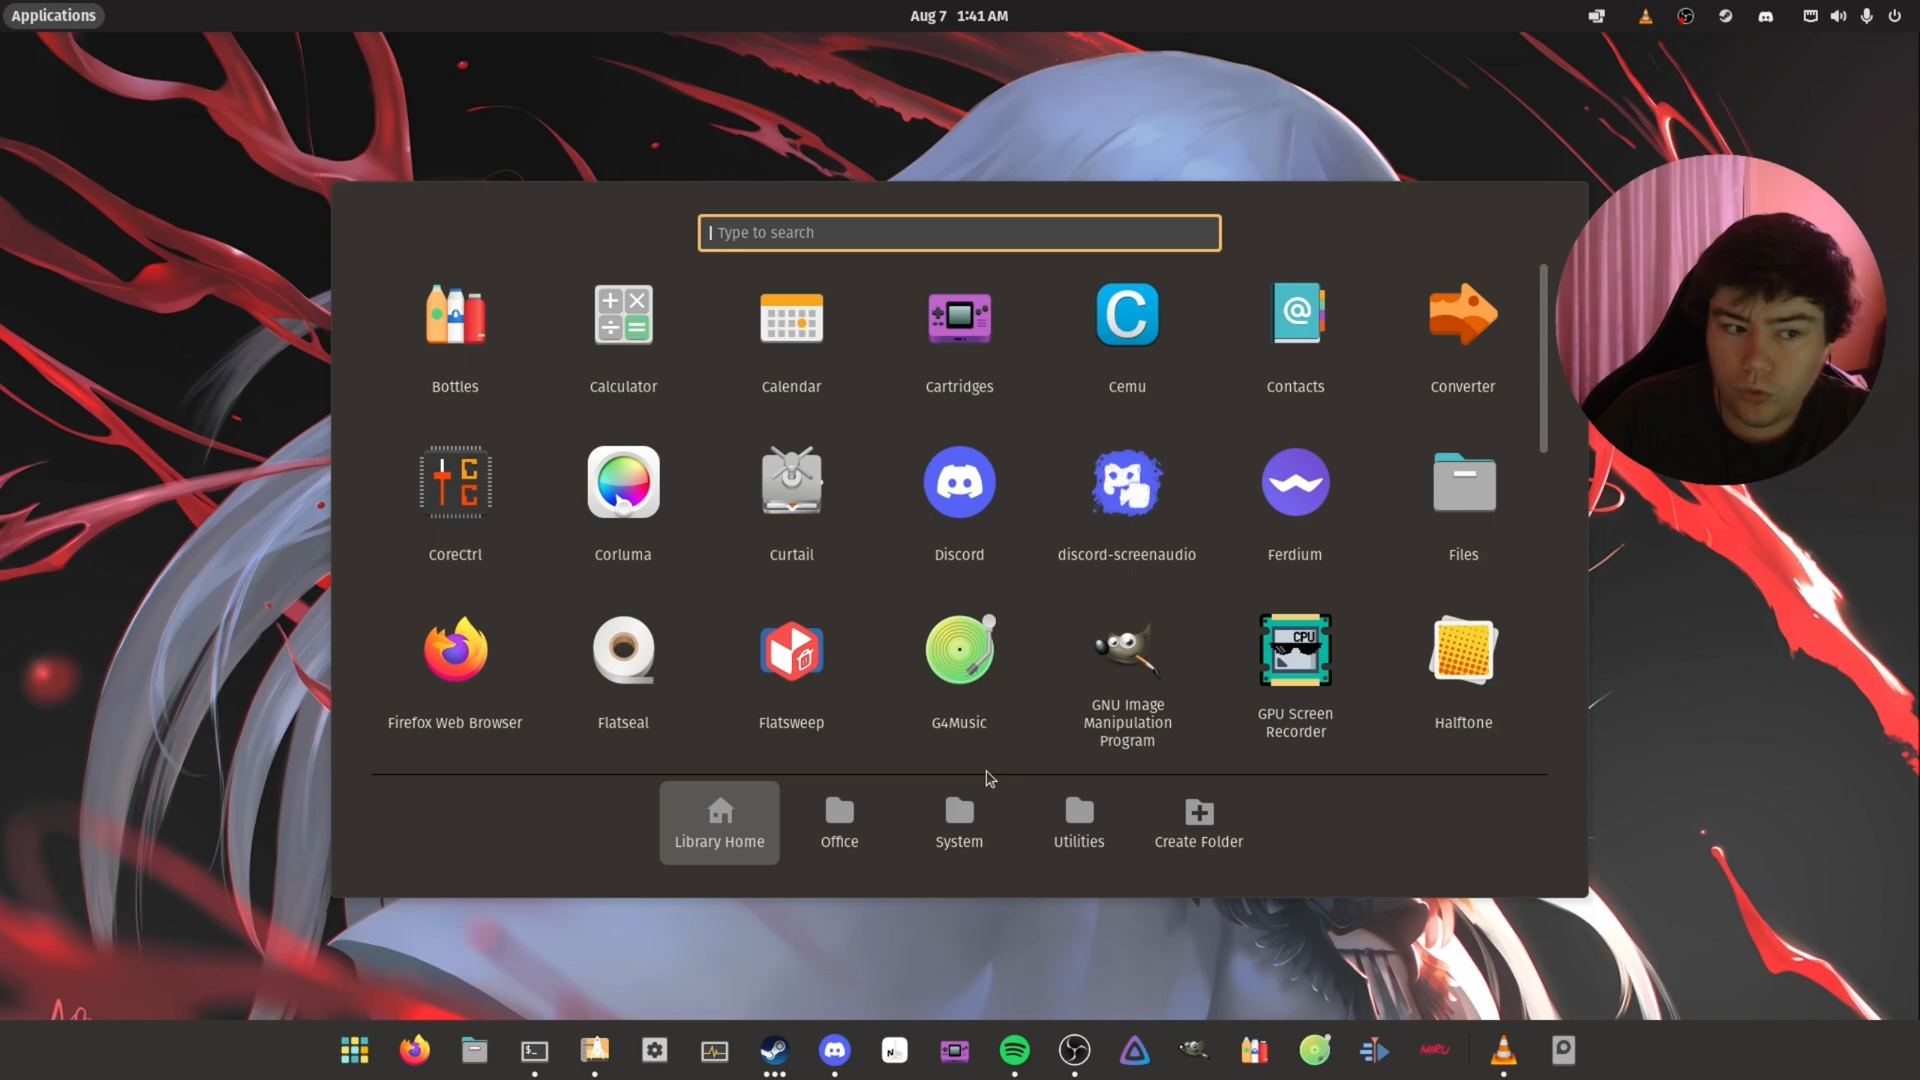 Applications
Aug 7 1:41 AM
Type to search
Bottles
Calculator
Calendar
Cartridges
Cemu
Contacts
Converter
CoreCtrl
Corluma
Curtail
Discord
discord-screenaudio
Ferdium
Files
Firefox Web Browser
Flatseal
Flatsweep
G4Music
GNU Image
Manipulation
Program
GPU Screen
Recorder
Halftone
CPU
Library Home
Office
System
Utilities
Create Folder
MIRU